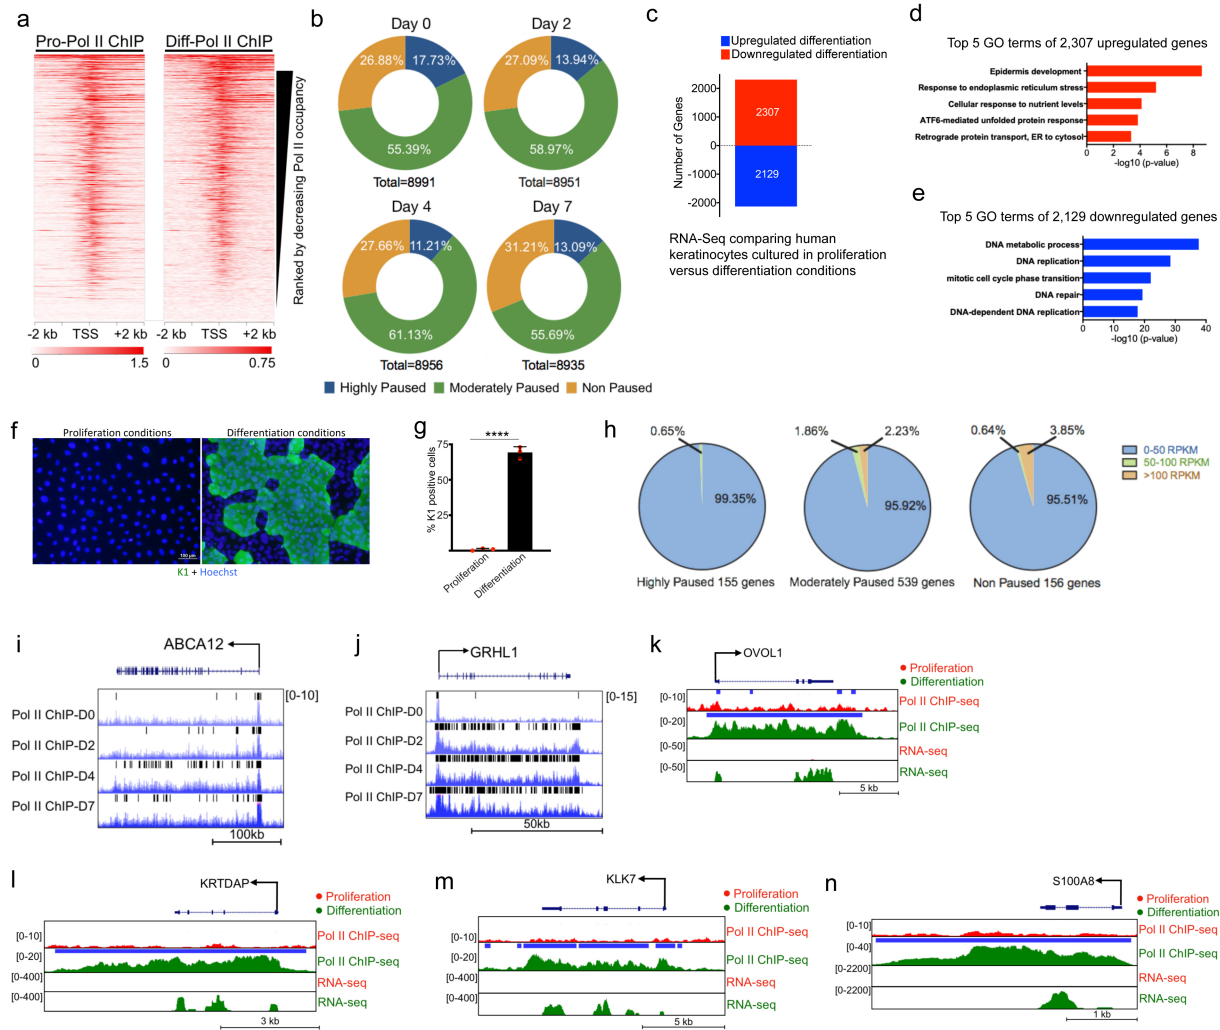 a
Pro-Pol II ChIP
Diff-Pol II ChIP
Ranked by decreasing Pol II occupancy
-2 kb
TSS
+2 kb
-2 kb
TSS
+2 kb
0
1.5
0
0.75
b
Day 0
26.88%
17.73%
55.39%
Total=8991
Day 2
27.09%
13.94%
58.97%
Total=8951
Day 4
27.66%
11.21%
61.13%
Total=8956
Day 7
31.21%
13.09%
55.69%
Total=8935
Highly Paused
Moderately Paused
Non Paused
c
Upregulated differentiation
Downregulated differentiation
Number of Genes
2000
1000
0
-1000
-2000
2307
2129
RNA-Seq comparing human
keratinocytes cultured in proliferation
versus differentiation conditions
d
Top 5 GO terms of 2,307 upregulated genes
Epidermis development
Response to endoplasmic reticulum stress
Cellular response to nutrient levels
ATF6-mediated unfolded protein response
Retrograde protein transport, ER to cytosol
0 2 4 6 8
-log10 (p-value)
e
Top 5 GO terms of 2,129 downregulated genes
DNA metabolic process
DNA replication
mitotic cell cycle phase transition
DNA repair
DNA-dependent DNA replication
0 10 20 30 40
-log10 (p-value)
f
Proliferation conditions
Differentiation conditions
100 μm
K1 + Hoechst
g
% K1 positive cells
75
50
25
****
Proliferation
Differentiation
h
0.65%
99.35%
Highly Paused 155 genes
1.86%
2.23%
95.92%
Moderately Paused 539 genes
0.64%
3.85%
95.51%
Non Paused 156 genes
0-50 RPKM
50-100 RPKM
>100 RPKM
i
ABCA12
[0-10]
Pol II ChIP-D0
Pol II ChIP-D2
Pol II ChIP-D4
Pol II ChIP-D7
100kb
j
GRHL1
[0-15]
Pol II ChIP-D0
Pol II ChIP-D2
Pol II ChIP-D4
Pol II ChIP-D7
50kb
k
OVOL1
Proliferation
Differentiation
[0-10]
Pol II ChIP-seq
[0-20]
Pol II ChIP-seq
[0-50]
RNA-seq
[0-50]
RNA-seq
5 kb
l
KRTDAP
Proliferation
Differentiation
[0-10]
Pol II ChIP-seq
[0-20]
Pol II ChIP-seq
[0-400]
RNA-seq
[0-400]
RNA-seq
3 kb
m
KLK7
Proliferation
Differentiation
[0-10]
Pol II ChIP-seq
[0-20]
Pol II ChIP-seq
[0-400]
RNA-seq
[0-400]
RNA-seq
5 kb
n
S100A8
Proliferation
Differentiation
[0-10]
Pol II ChIP-seq
[0-40]
Pol II ChIP-seq
[0-2200]
RNA-seq
[0-2200]
RNA-seq
1 kb